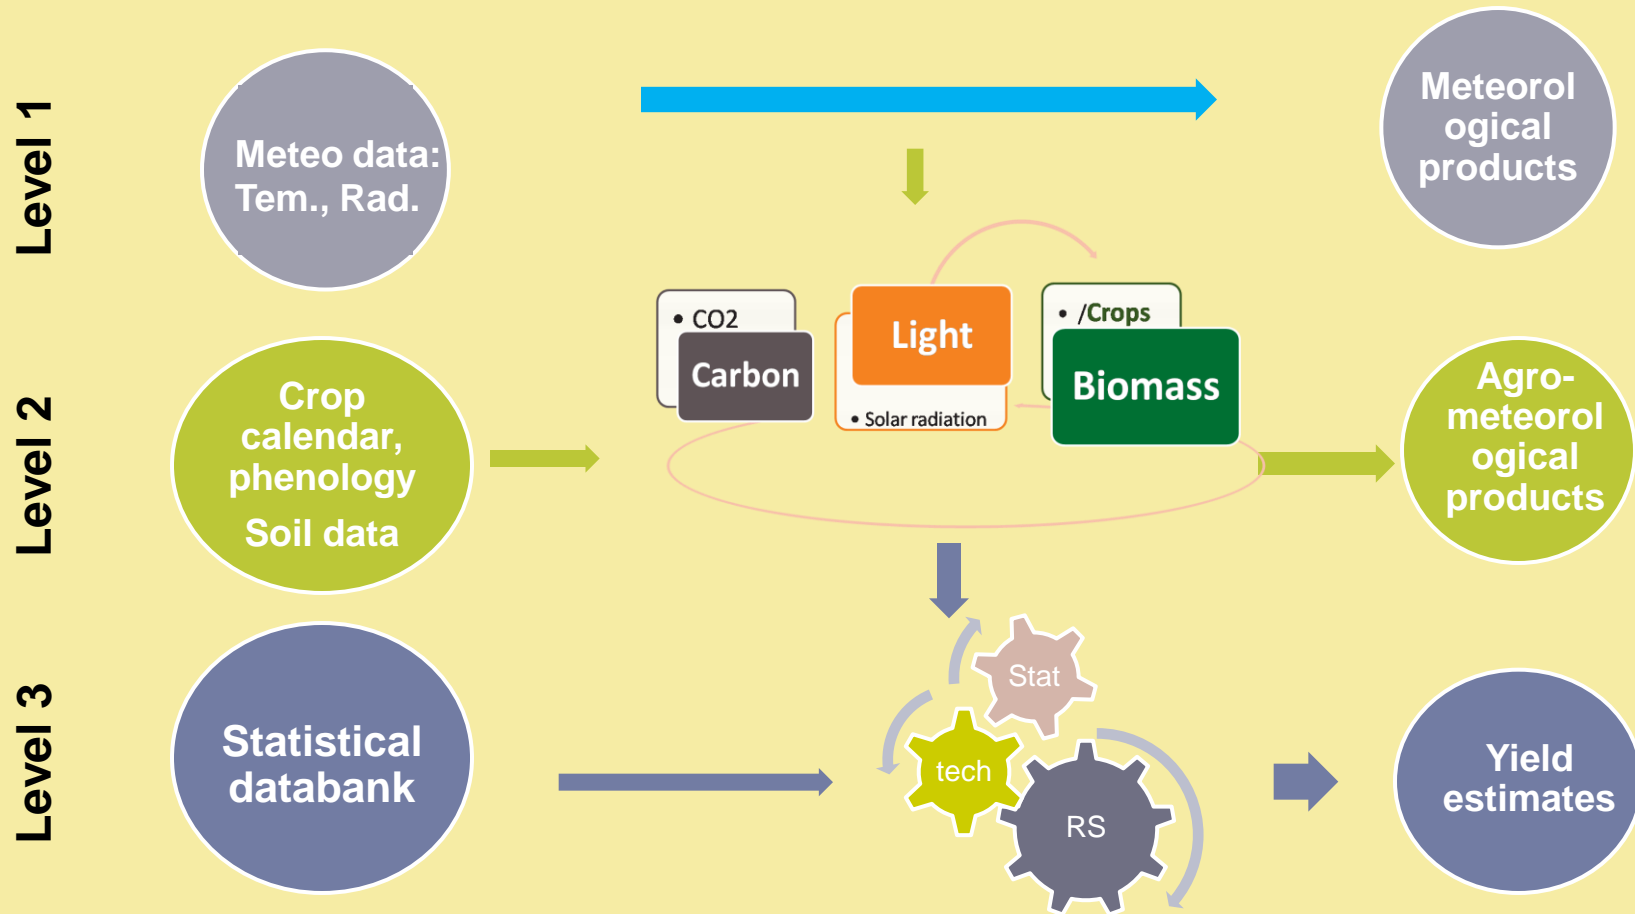 Level 1
Meteo data:
Tem., Rad.
Meteorol
ogical
products
Level 2
Crop
calendar,
phenology
Soil data
• CO2
Carbon
Light
• Solar radiation
• /Crops
Biomass
Agro-
meteorol
ogical
products
Level 3
Statistical
databank
Stat
tech
RS
Yield
estimates